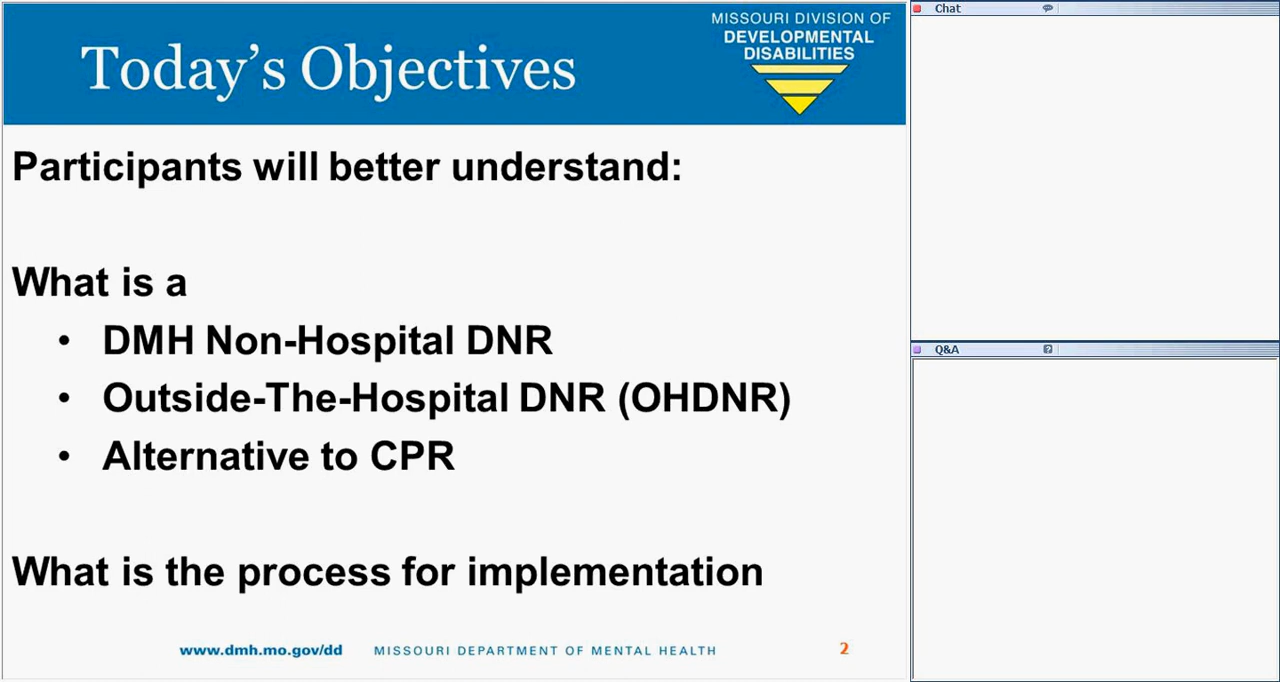 Today's Objectives
MISSOURI DIVISION OF
DEVELOPMENTAL
DISABILITIES
Participants will better understand:
What is a
• DMH Non-Hospital DNR
• Outside-The-Hospital DNR (OHDNR)
• Alternative to CPR
What is the process for implementation
www.dmh.mo.gov/dd MISSOURI DEPARTMENT OF MENTAL HEALTH 2
Chat
Q&A